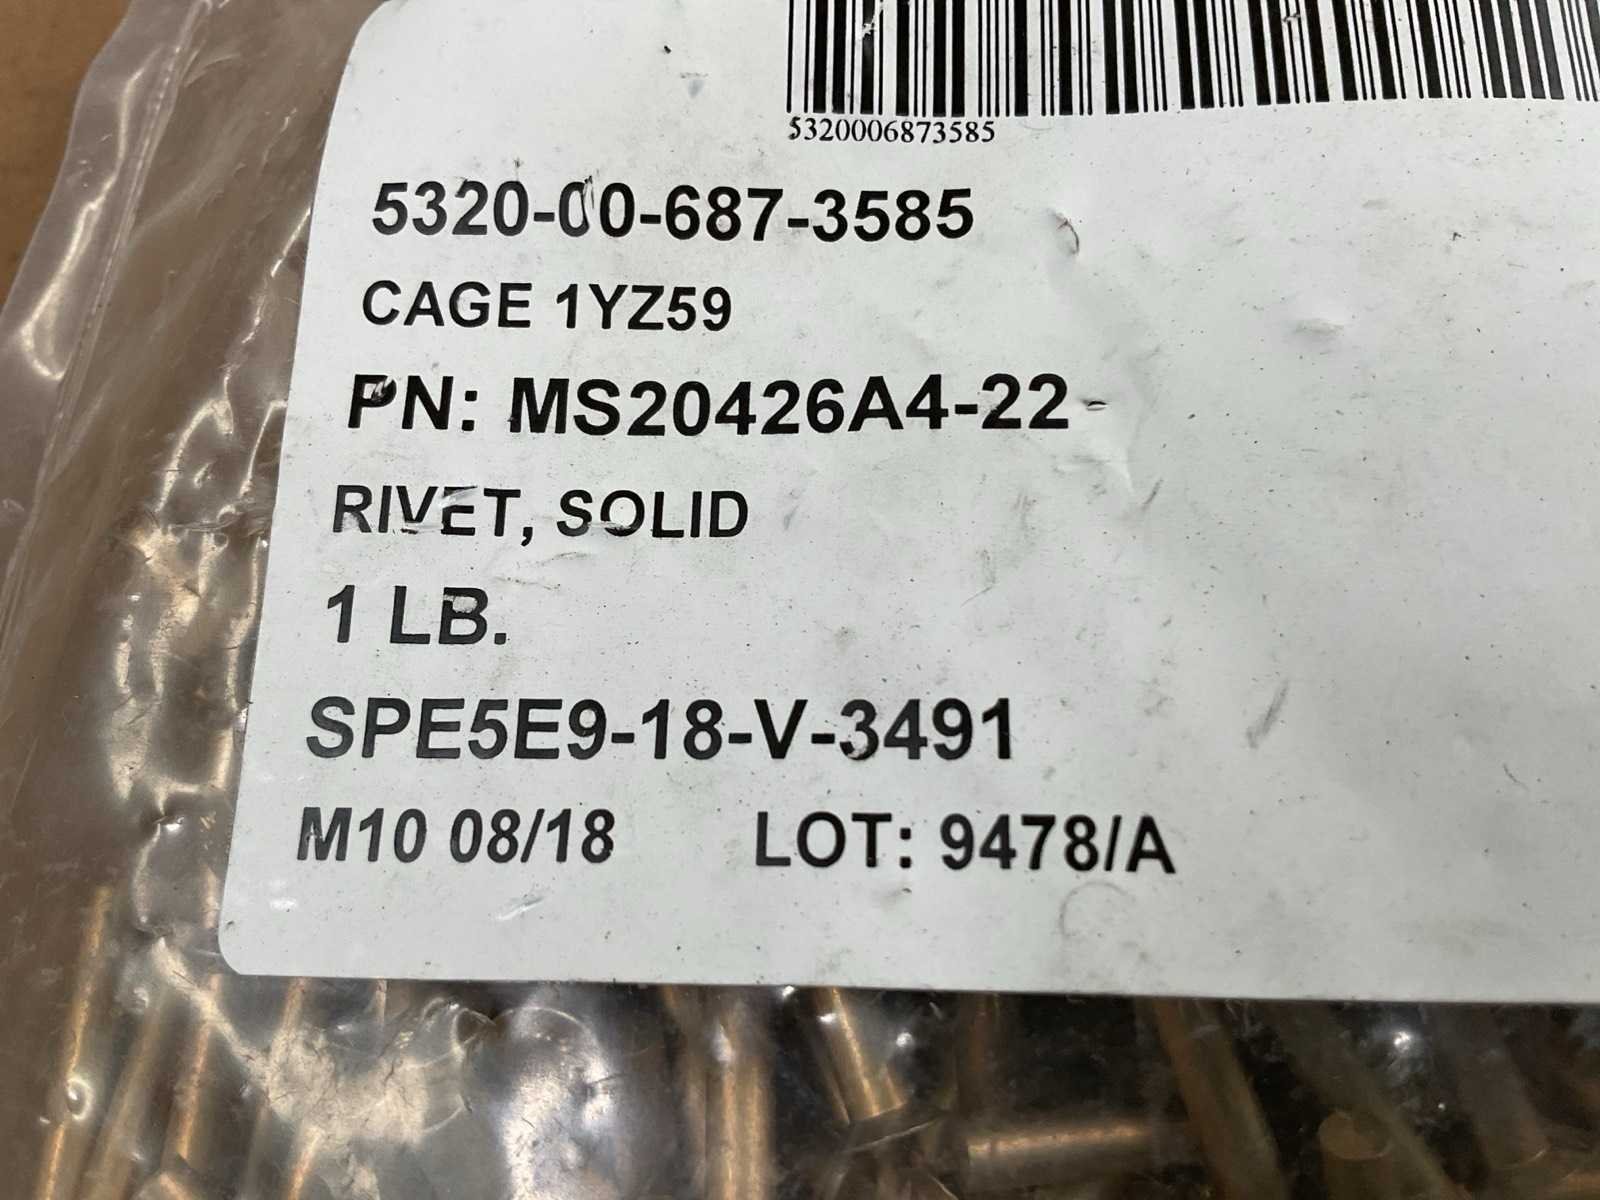 5320006873585
5320-00-687-3585
CAGE 1YZ59
PN: MS20426A4-22
RIVET, SOLID
1 LB.
SPE5E9-18-V-3491
M10 08/18 LOT: 9478/A